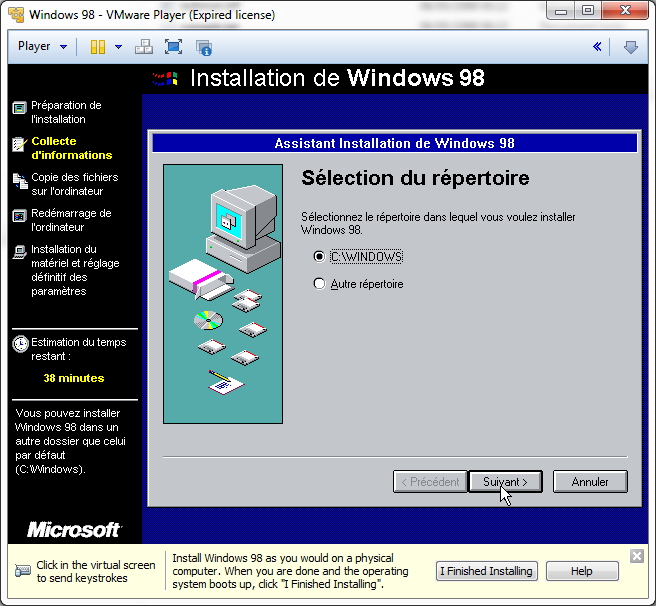 Windows 98 - VMware Player (Expired license)
Player
Installation de Windows 98
Préparation de
l'installation
Collecte
d'informations
Copie des fichiers
sur l'ordinateur
Redémarrage de
l'ordinateur
Installation du
matériel et réglage
définitif des
paramètres
Estimation du temps
restant :
38 minutes
Vous pouvez installer
Windows 98 dans un
autre dossier que celui
par défaut
(C:\Windows).
Microsoft
Assistant Installation de Windows 98
Sélection du répertoire
Sélectionnez le répertoire dans lequel vous voulez installer
Windows 98.
C:\WINDOWS
Autre répertoire
< Précédent
Suivant >
Annuler
Click in the virtual screen
to send keystrokes
Install Windows 98 as you would on a physical
computer. When you are done and the operating
system boots up, click "I Finished Installing".
I Finished Installing
Help